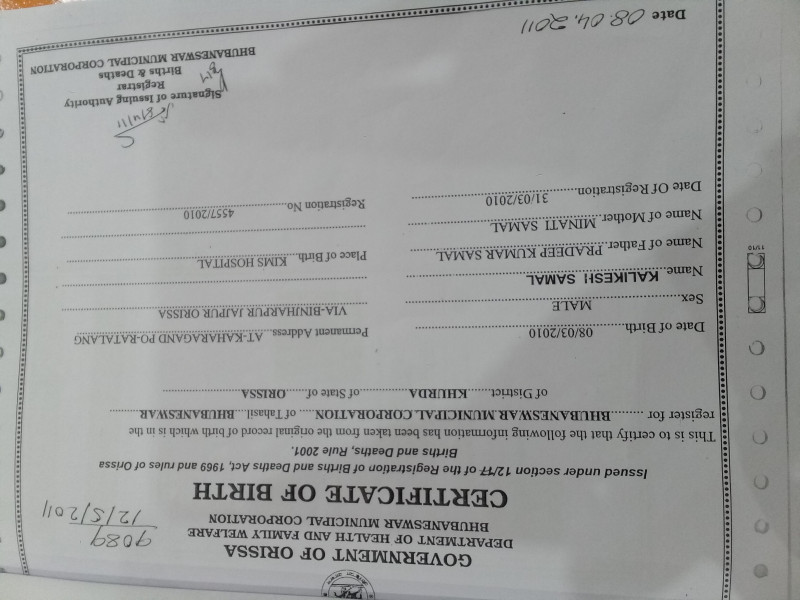 GOVERNMENT OF ORISSA
DEPARTMENT OF HEALTH AND FAMILY WELFARE
BHUBANESWAR MUNICIPAL CORPORATION
9089
12/5/2011
CERTIFICATE OF BIRTH
Issued under section 12/17 of the Registration of Births and Deaths Act, 1969 and rules of Orissa
Births and Deaths, Rule 2001.
This is to certify that the following information has been taken from the original record of birth which is in the
register for ........BHUBANESWAR MUNICIPAL CORPORATION.... of Tahasil...BHUBANESWAR........
of District.......KHURDA............of State of......ORISSA............
Date of Birth........08/03/2010
Sex........MALE
Name........KALIKESH SAMAL
Name of Father..PRADEEP KUMAR SAMAL
Name of Mother..MINATI SAMAL
Date Of Registration........31/03/2010
Permanent Address...AT-KAHARAGAND PO-RATALANG
VIA-BINJHARPUR JAJPUR ORISSA
Place of Birth....KIMS HOSPITAL
Registration No........4557/2010
Signature of Issuing Authority
Registrar
Births & Deaths
BHUBANESWAR MUNICIPAL CORPORATION
Date 08.04.2011
11/10